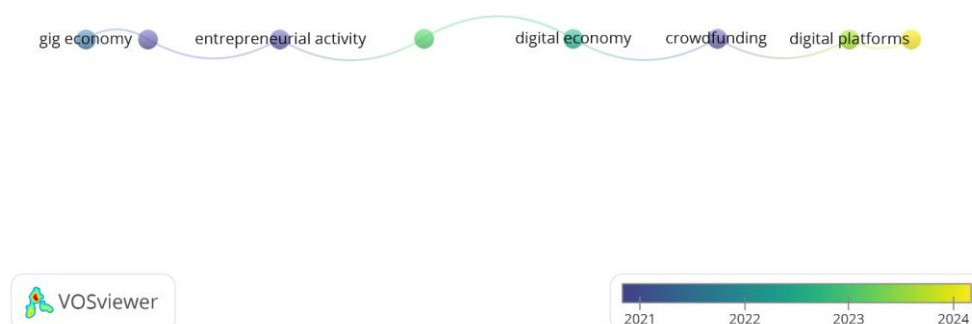 gig economy entrepreneurial activity digital economy crowdfunding digital platforms
VOSviewer
2021 2022 2023 2024